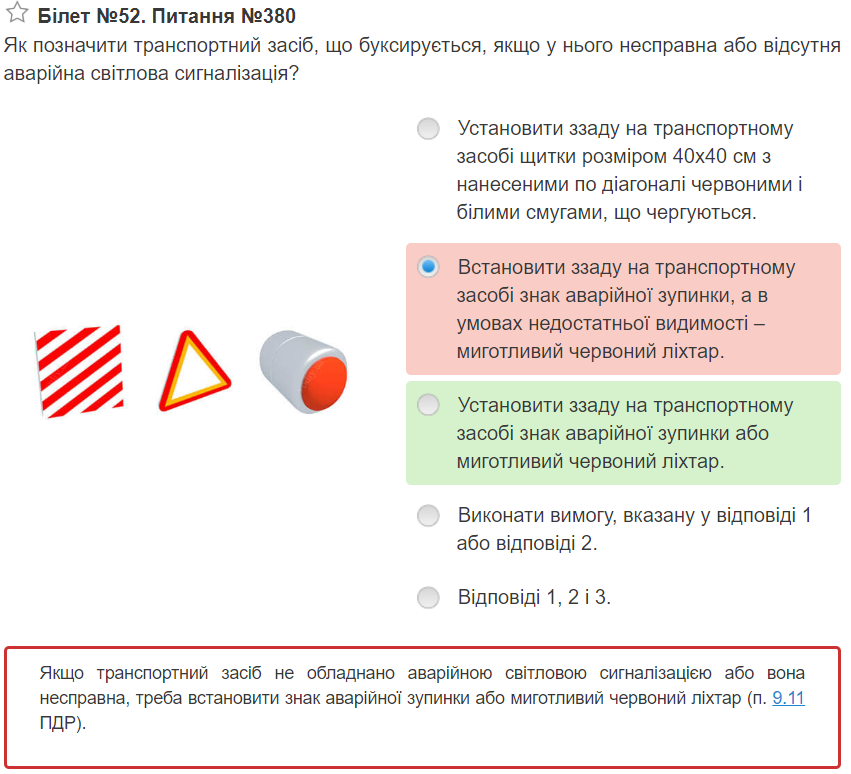 Білет №52. Питання №380
Як позначити транспортний засіб, що буксирується, якщо у нього несправна або відсутня
аварійна світлова сигналізація?
Установити ззаду на транспортному
засобі щитки розміром 40x40 см з
нанесеними по діагоналі червоними і
білими смугами, що чергуються.
Встановити ззаду на транспортному
засобі знак аварійної зупинки, а в
умовах недостатньої видимості –
миготливий червоний ліхтар.
Установити ззаду на транспортному
засобі знак аварійної зупинки або
миготливий червоний ліхтар.
Виконати вимогу, вказану у відповіді 1
або відповіді 2.
Відповіді 1, 2 і 3.
Якщо транспортний засіб не обладнано аварійною світловою сигналізацією або вона
несправна, треба встановити знак аварійної зупинки або миготливий червоний ліхтар (п. 9.11
ПДР).